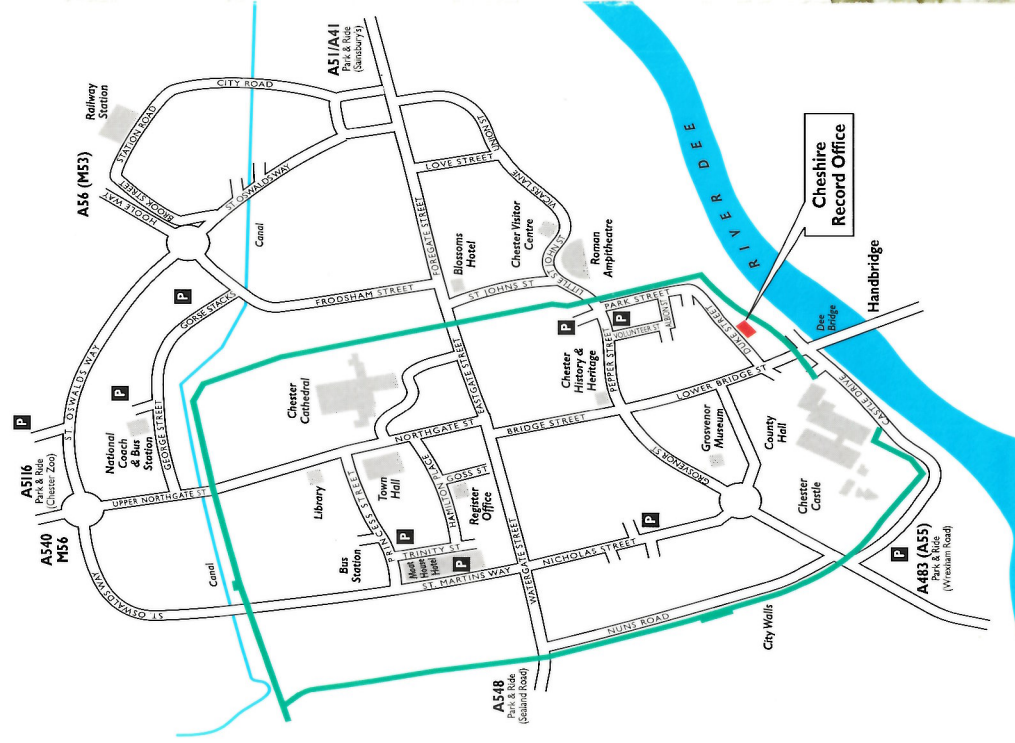 A51/A41
Park & Ride
(Sainsbury's)
Railway
Station
CITY ROAD
STATION ROAD
A56 (M53)
BROOK STREET
HOOLE WAY
ST OSWALDS WAY
Canal
LOVE STREET
UNION ST
VICARS LANE
FOREGATE STREET
Blossoms
Hotel
Chester Visitor
Centre
Roman
Ampitheatre
LITTLE ST JOHN ST
ST JOHNS ST
FRODSHAM STREET
GORSE STACKS
P
ST OSWALDS WAY
P
A5116
Park & Ride
(Chester Zoo)
P
National
Coach
& Bus
Station
GEORGE STREET
A540
M56
UPPER NORTHGATE ST
Chester
Cathedral
EASTGATE STREET
NORTHGATE ST
BRIDGE STREET
PEPPER STREET
Chester
History &
Heritage
P
P
PARK STREET
VOLUNTEER ST
ALBION ST
DUKE STREET
RIVER DEE
Cheshire
Record Office
Dee
Bridge
Handbridge
LOWER BRIDGE ST
CASTLE DRIVE
County
Hall
Grosvenor
Museum
GROSVENOR ST
Chester
Castle
Library
PRINCESS STREET
Town
Hall
HAMILTON PLACE
GOSS ST
Register
Offfice
Bus
Station
P
TRINITY ST
Moat
House
Hotel
P
ST. MARTINS WAY
WATERGATE STREET
NICHOLAS STREET
P
Canal
ST OSWALDS WAY
NUNS ROAD
City Walls
A548
Park & Ride
(Sealand Road)
P
A483 (A55)
Park & Ride
(Wrexham Road)